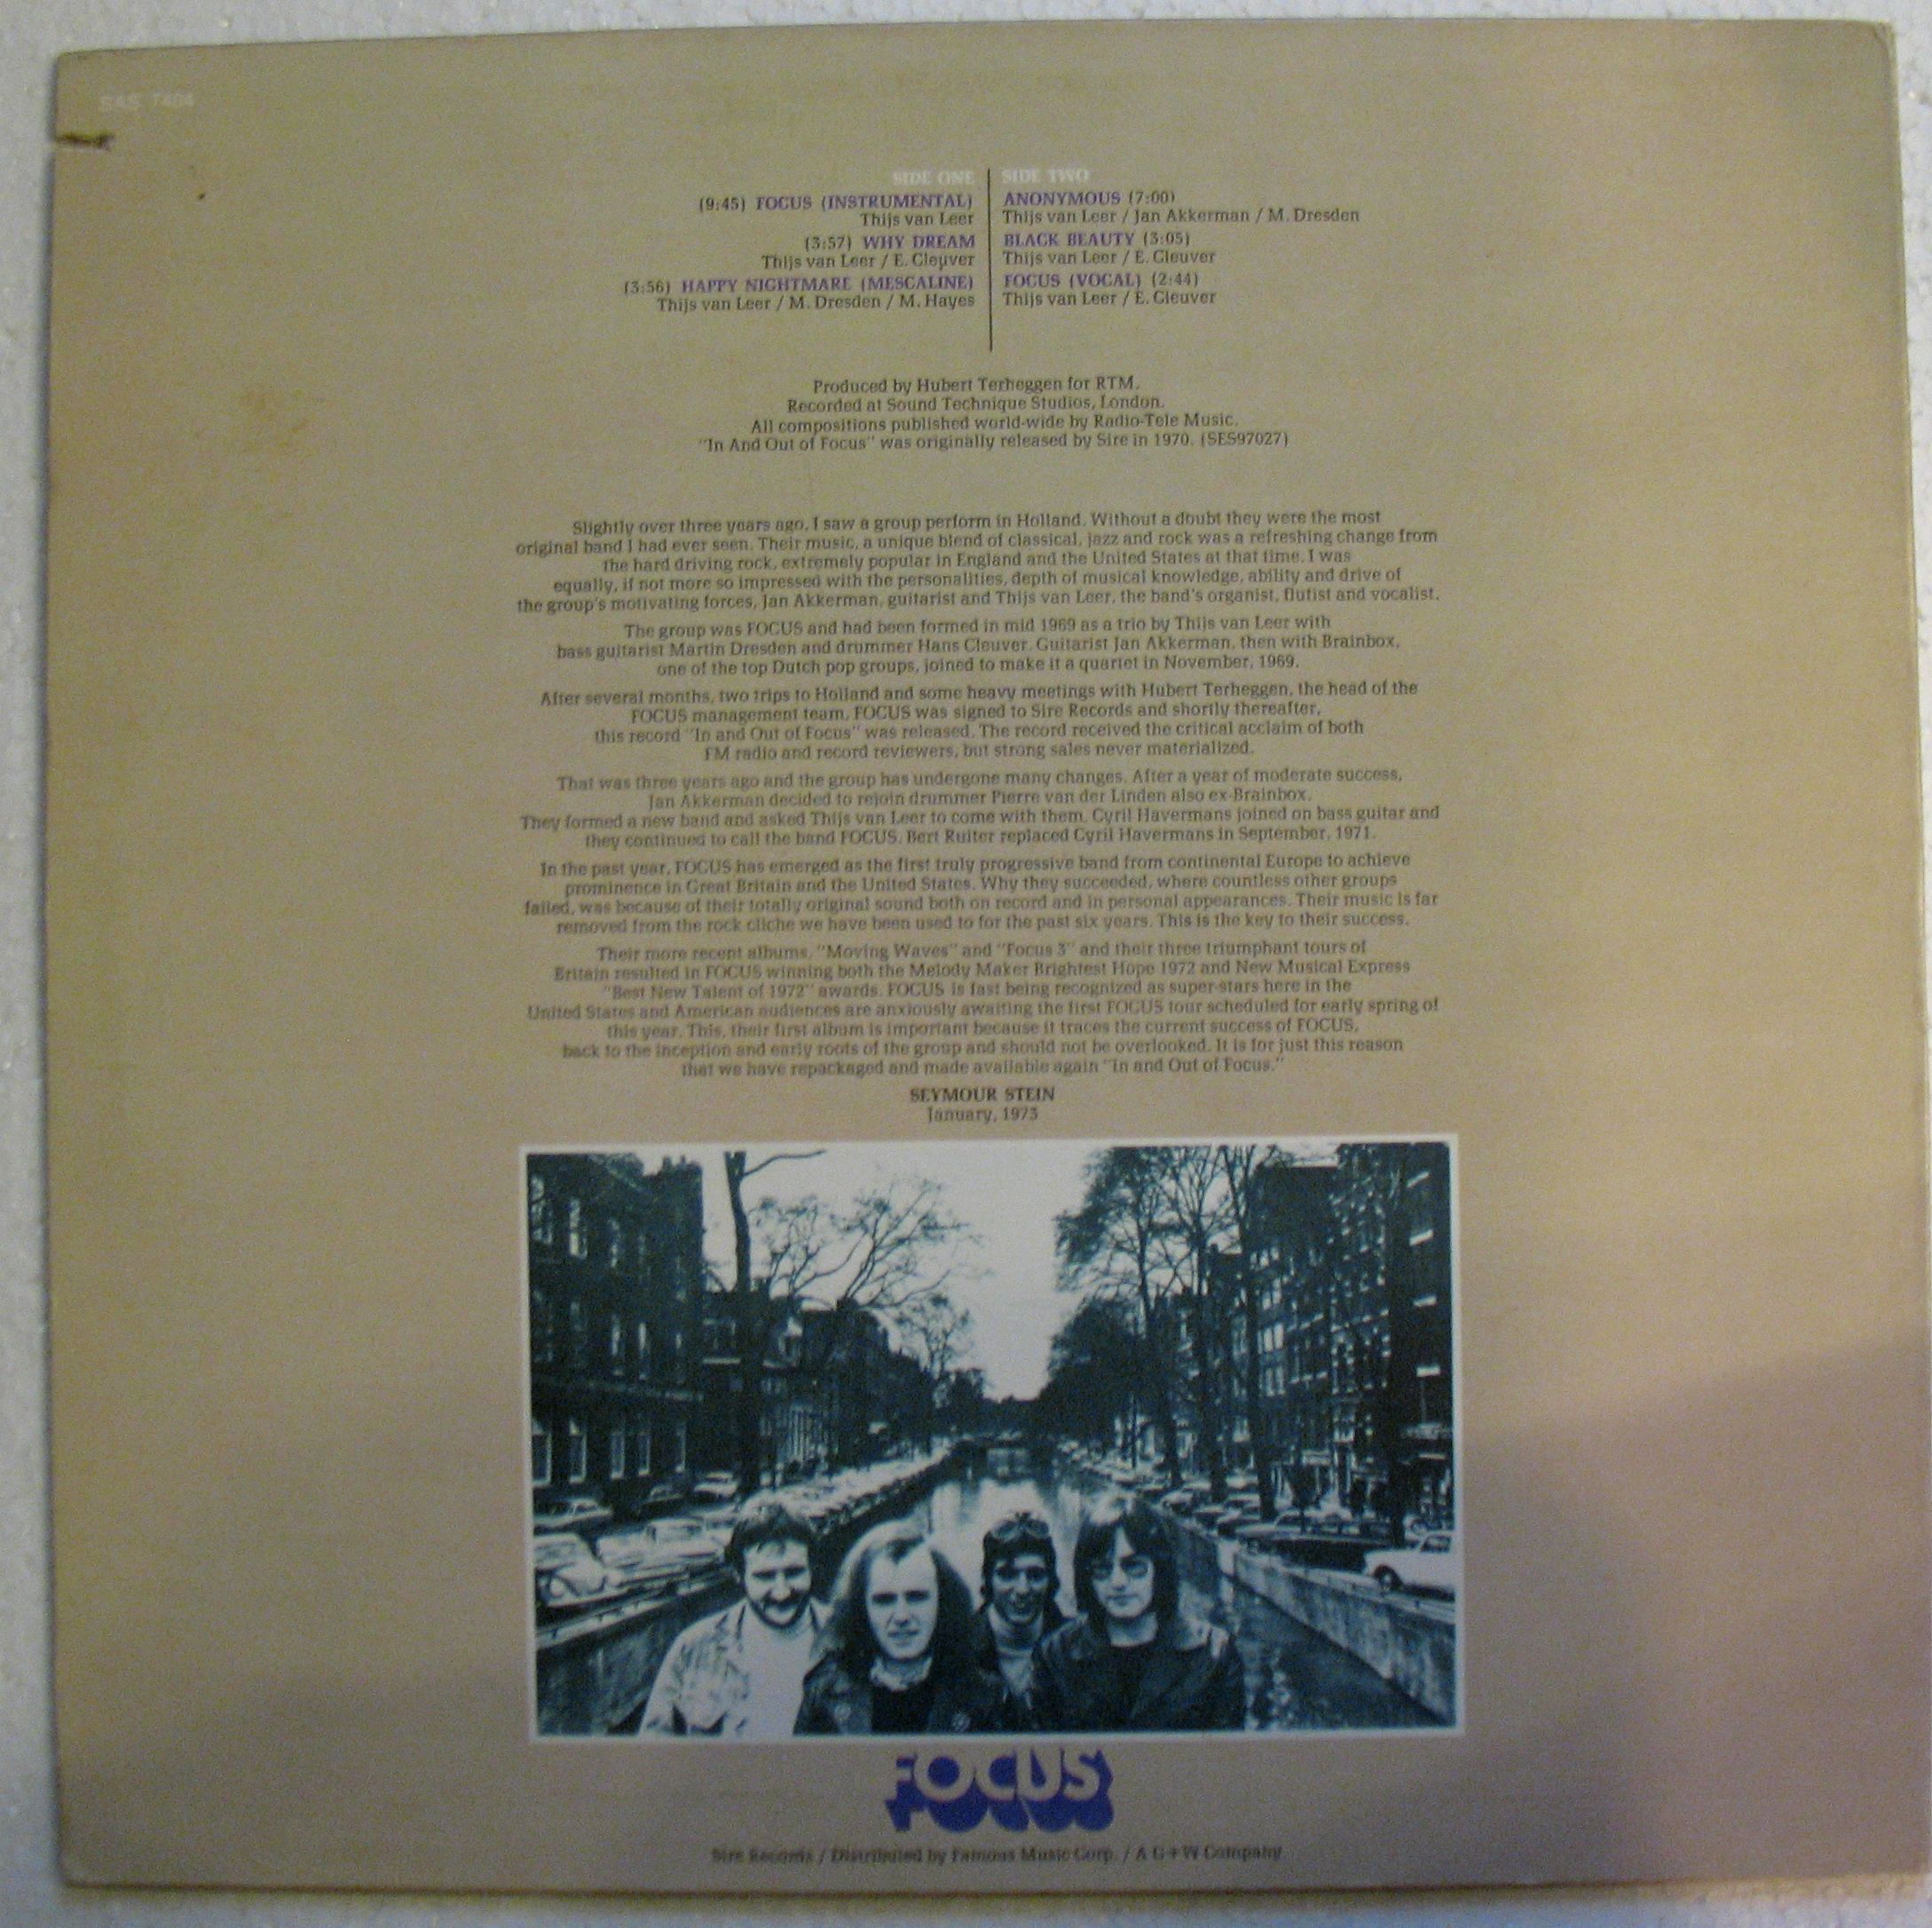 SAS 7404
SIDE ONE
(9:45) FOCUS (INSTRUMENTAL)
Thijs van Leer
(3:57) WHY DREAM
Thijs van Leer / E. Cleuver
(3:56) HAPPY NIGHTMARE (MESCALINE)
Thijs van Leer / M. Dresden / M. Hayes
SIDE TWO
ANONYMOUS (7:00)
Thijs van Leer / Jan Akkerman / M. Dresden
BLACK BEAUTY (3:05)
Thijs van Leer / E. Cleuver
FOCUS (VOCAL) (2:44)
Thijs van Leer / E. Cleuver
Produced by Hubert Terheggen for RTM.
Recorded at Sound Technique Studios, London.
All compositions published world-wide by Radio-Tele Music.
"In And Out of Focus" was originally released by Sire in 1970. (SES97027)
Slightly over three years ago, I saw a group perform in Holland. Without a doubt they were the most
original band I had ever seen. Their music, a unique blend of classical, jazz and rock was a refreshing change from
the hard driving rock, extremely popular in England and the United States at that time. I was
equally, if not more so impressed with the personalities, depth of musical knowledge, ability and drive of
the group's motivating forces, Jan Akkerman, guitarist and Thijs van Leer, the band's organist, flutist and vocalist.
The group was FOCUS and had been formed in mid 1969 as a trio by Thijs van Leer with
bass guitarist Martin Dresden and drummer Hans Cleuver. Guitarist Jan Akkerman, then with Brainbox,
one of the top Dutch pop groups, joined to make it a quartet in November, 1969.
After several months, two trips to Holland and some heavy meetings with Hubert Terheggen, the head of the
FOCUS management team, FOCUS was signed to Sire Records and shortly thereafter,
this record "In and Out of Focus" was released. The record received the critical acclaim of both
FM radio and record reviewers, but strong sales never materialized.
That was three years ago and the group has undergone many changes. After a year of moderate success,
Jan Akkerman decided to rejoin drummer Pierre van der Linden also ex-Brainbox.
They formed a new band and asked Thijs van Leer to come with them. Cyril Havermans joined on bass guitar and
they continued to call the band FOCUS. Bert Ruiter replaced Cyril Havermans in September, 1971.
In the past year, FOCUS has emerged as the first truly progressive band from continental Europe to achieve
prominence in Great Britain and the United States. Why they succeeded, where countless other groups
failed, was because of their totally original sound both on record and in personal appearances. Their music is far
removed from the rock cliche we have been used to for the past six years. This is the key to their success.
Their more recent albums, "Moving Waves" and "Focus 3" and their three triumphant tours of
Britain resulted in FOCUS winning both the Melody Maker Brightest Hope 1972 and New Musical Express
"Best New Talent of 1972" awards. FOCUS is fast being recognized as super-stars here in the
United States and American audiences are anxiously awaiting the first FOCUS tour scheduled for early spring of
this year. This, their first album is important because it traces the current success of FOCUS,
back to the inception and early roots of the group and should not be overlooked. It is for just this reason
that we have repackaged and made available again "In and Out of Focus."
SEYMOUR STEIN
January, 1973
FOCUS
Sire Records / Distributed by Famous Music Corp. / A G+W Company